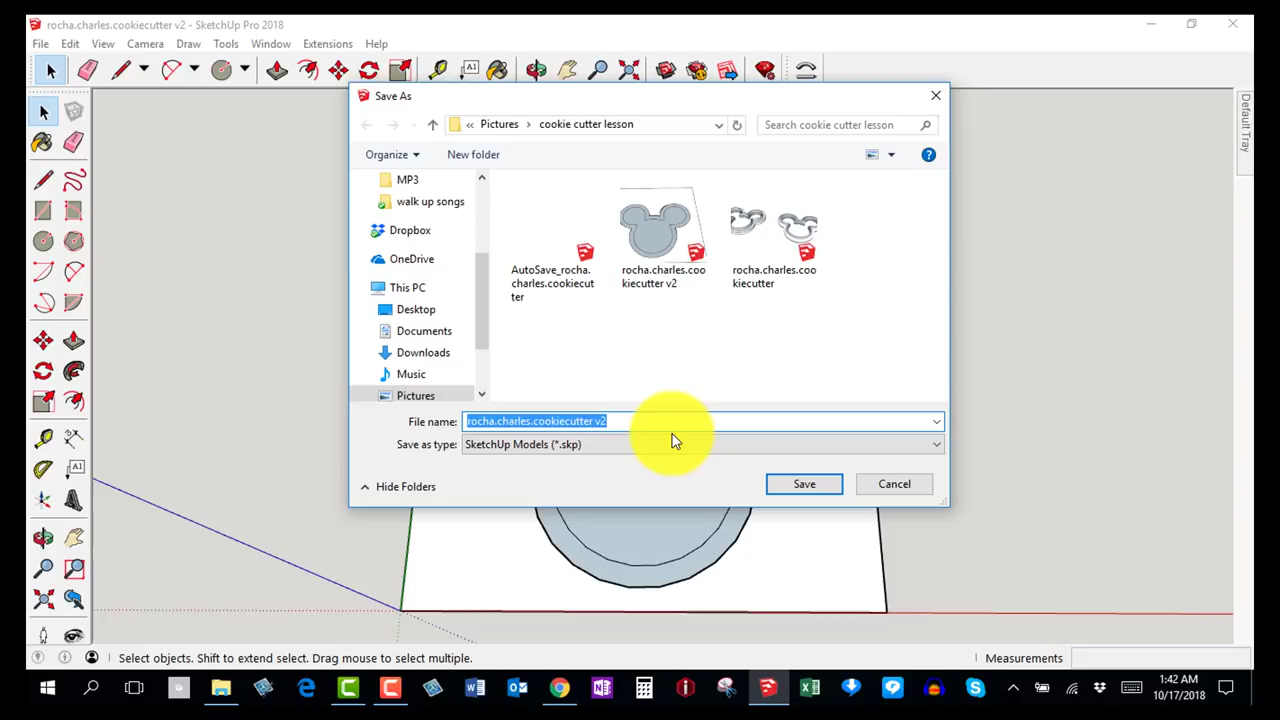 rocha.charles.cookiecutter v2 - SketchUp Pro 2018
File Edit View Camera Draw Tools Window Extensions Help
A1
Save As
« Pictures › cookie cutter lesson
Search cookie cutter lesson
Organize
New folder
MP3
walk up songs
Dropbox
OneDrive
This PC
Desktop
Documents
Downloads
Music
Pictures
AutoSave_rocha.
charles.cookiecut
ter
rocha.charles.coo
kiecutter v2
rocha.charles.coo
kiecutter
File name: rocha.charles.cookiecutter v2
Save as type: SketchUp Models (*.skp)
Hide Folders
Save
Cancel
Default Tray
A1
Select objects. Shift to extend select. Drag mouse to select multiple.
Measurements
1:42 AM
10/17/2018